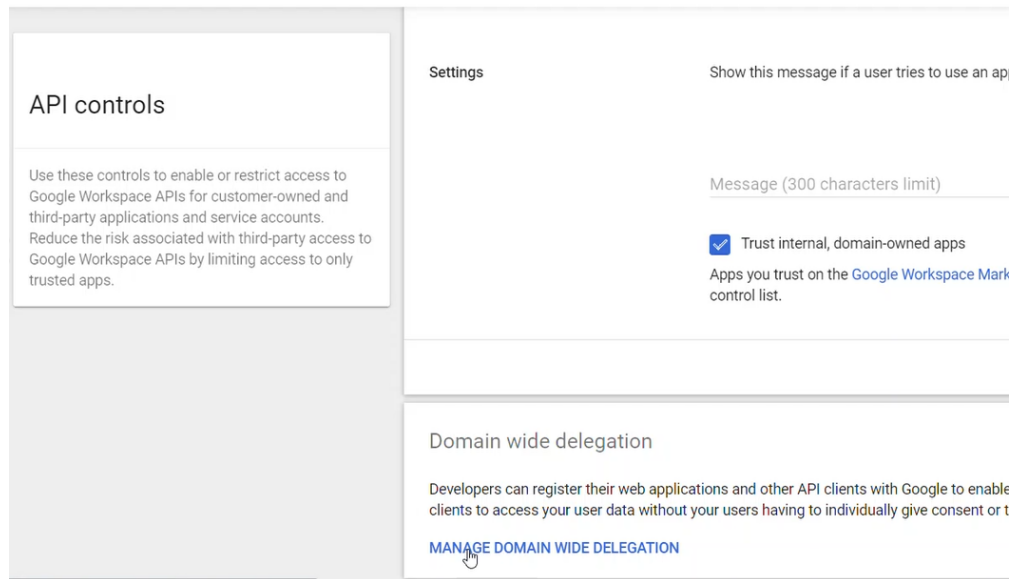 API controls
Use these controls to enable or restrict access to
Google Workspace APIs for customer-owned and
third-party applications and service accounts.
Reduce the risk associated with third-party access to
Google Workspace APIs by limiting access to only
trusted apps.
Settings
Show this message if a user tries to use an ap
Message (300 characters limit)
Trust internal, domain-owned apps
Apps you trust on the Google Workspace Mark
control list.
Domain wide delegation
Developers can register their web applications and other API clients with Google to enable
clients to access your user data without your users having to individually give consent or t
MANAGE DOMAIN WIDE DELEGATION